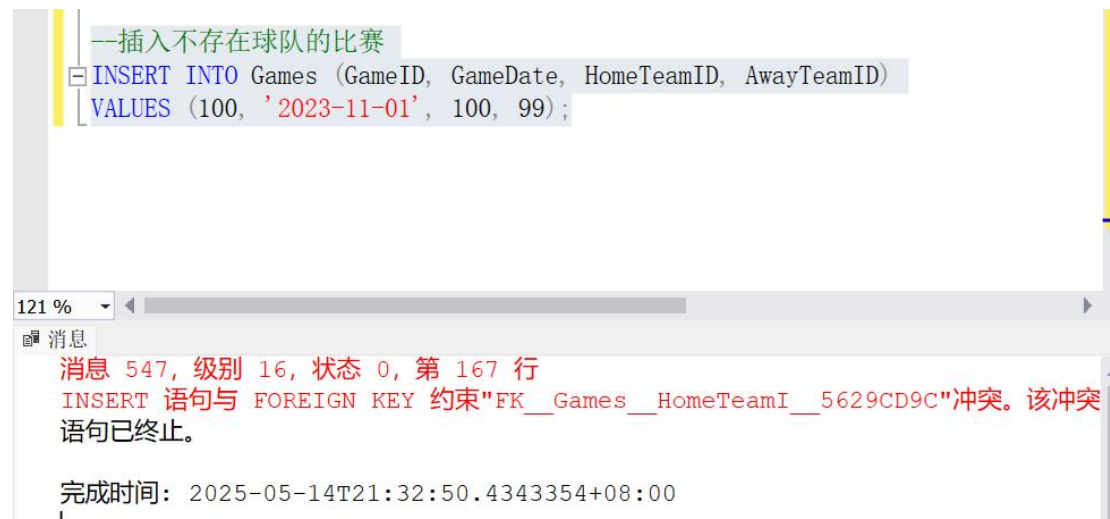 --插入不存在球队的比赛
INSERT INTO Games (GameID, GameDate, HomeTeamID, AwayTeamID)
VALUES (100, '2023-11-01', 100, 99);
121 %
消息
消息 547, 级别 16, 状态 0, 第 167 行
INSERT 语句与 FOREIGN KEY 约束"FK__Games__HomeTeamI__5629CD9C"冲突。该冲突
语句已终止。
完成时间: 2025-05-14T21:32:50.4343354+08:00